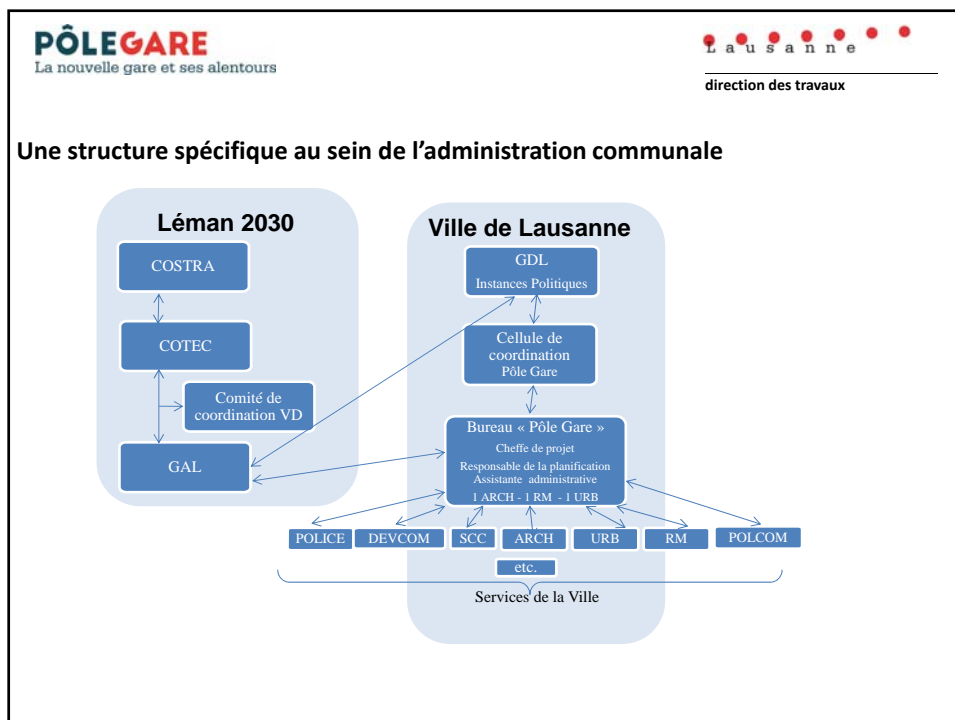 PÔLEGARE
La nouvelle gare et ses alentours
Lausanne
direction des travaux
Une structure spécifique au sein de l'administration communale
Léman 2030
COSTRA
COTEC
Comité de
coordination VD
GAL
Ville de Lausanne
GDL
Instances Politiques
Cellule de
coordination
Pôle Gare
Bureau « Pôle Gare »
Cheffe de projet
Responsable de la planification
Assistante administrative
1 ARCH - 1 RM - 1 URB
POLICE DEVCOM SCC ARCH URB RM POLCOM
etc.
Services de la Ville